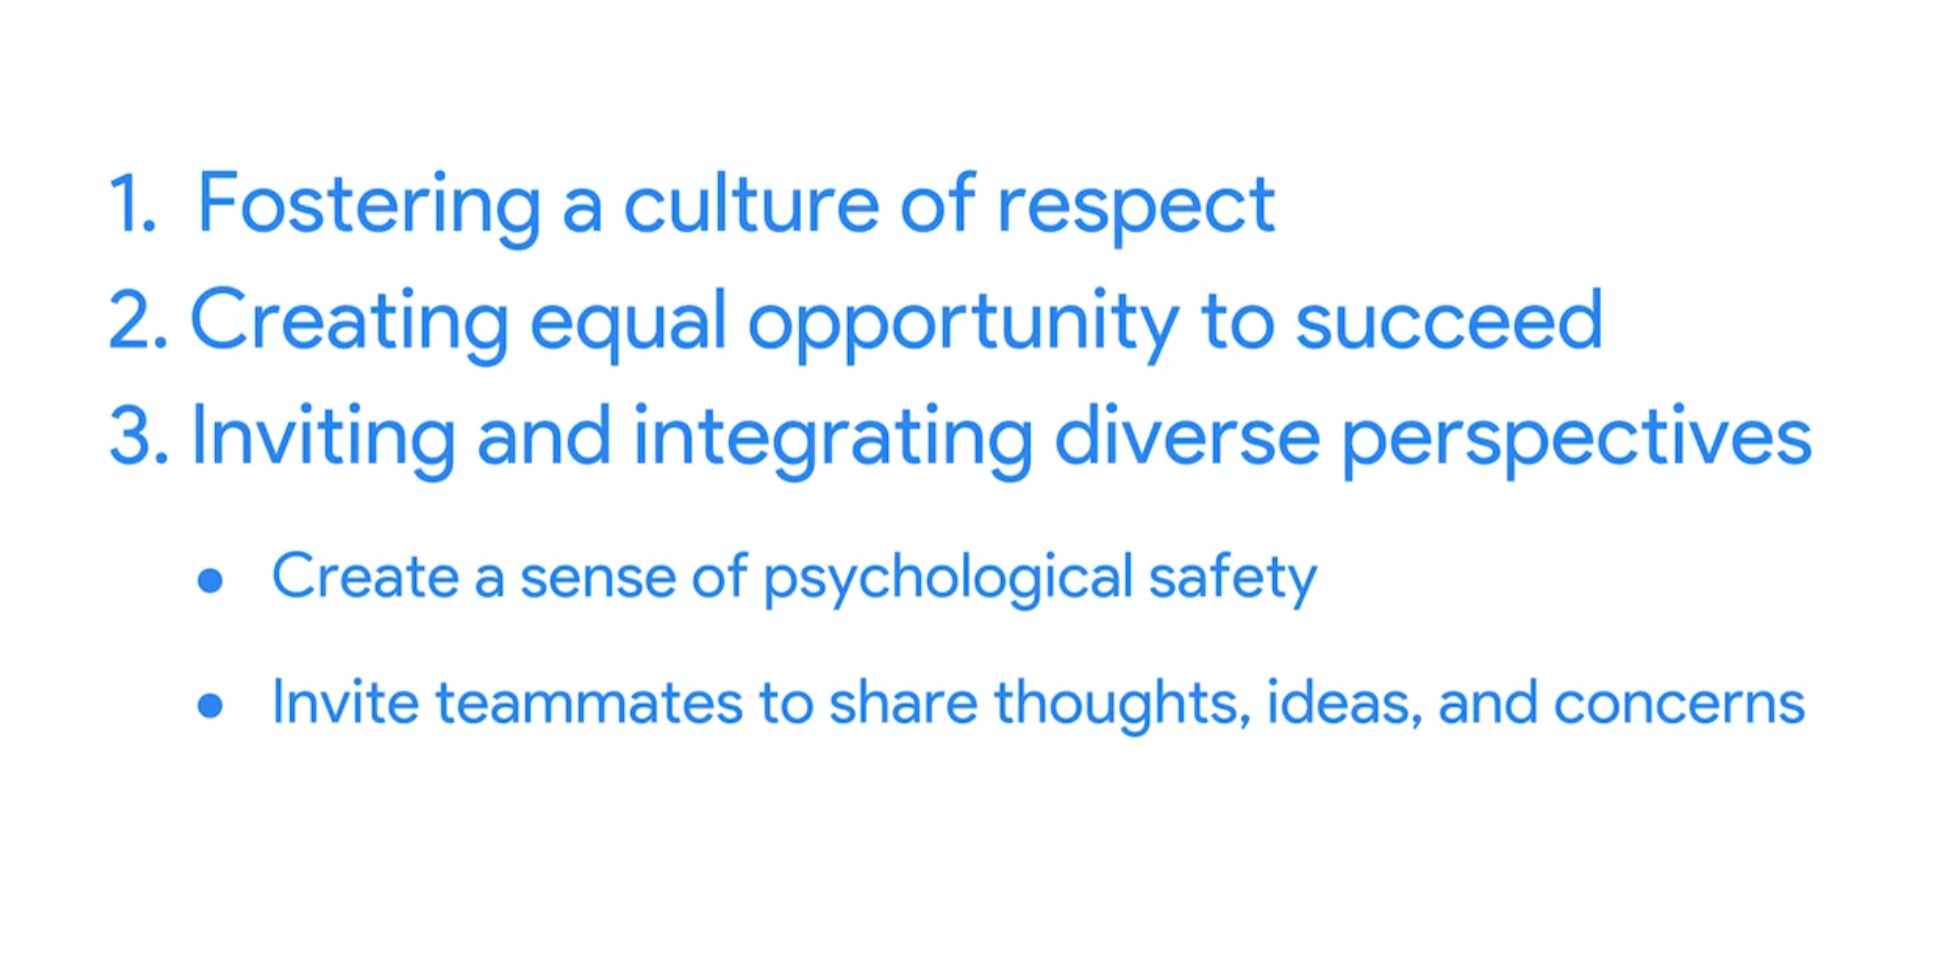 1. Fostering a culture of respect
2. Creating equal opportunity to succeed
3. Inviting and integrating diverse perspectives
● Create a sense of psychological safety
● Invite teammates to share thoughts, ideas, and concerns